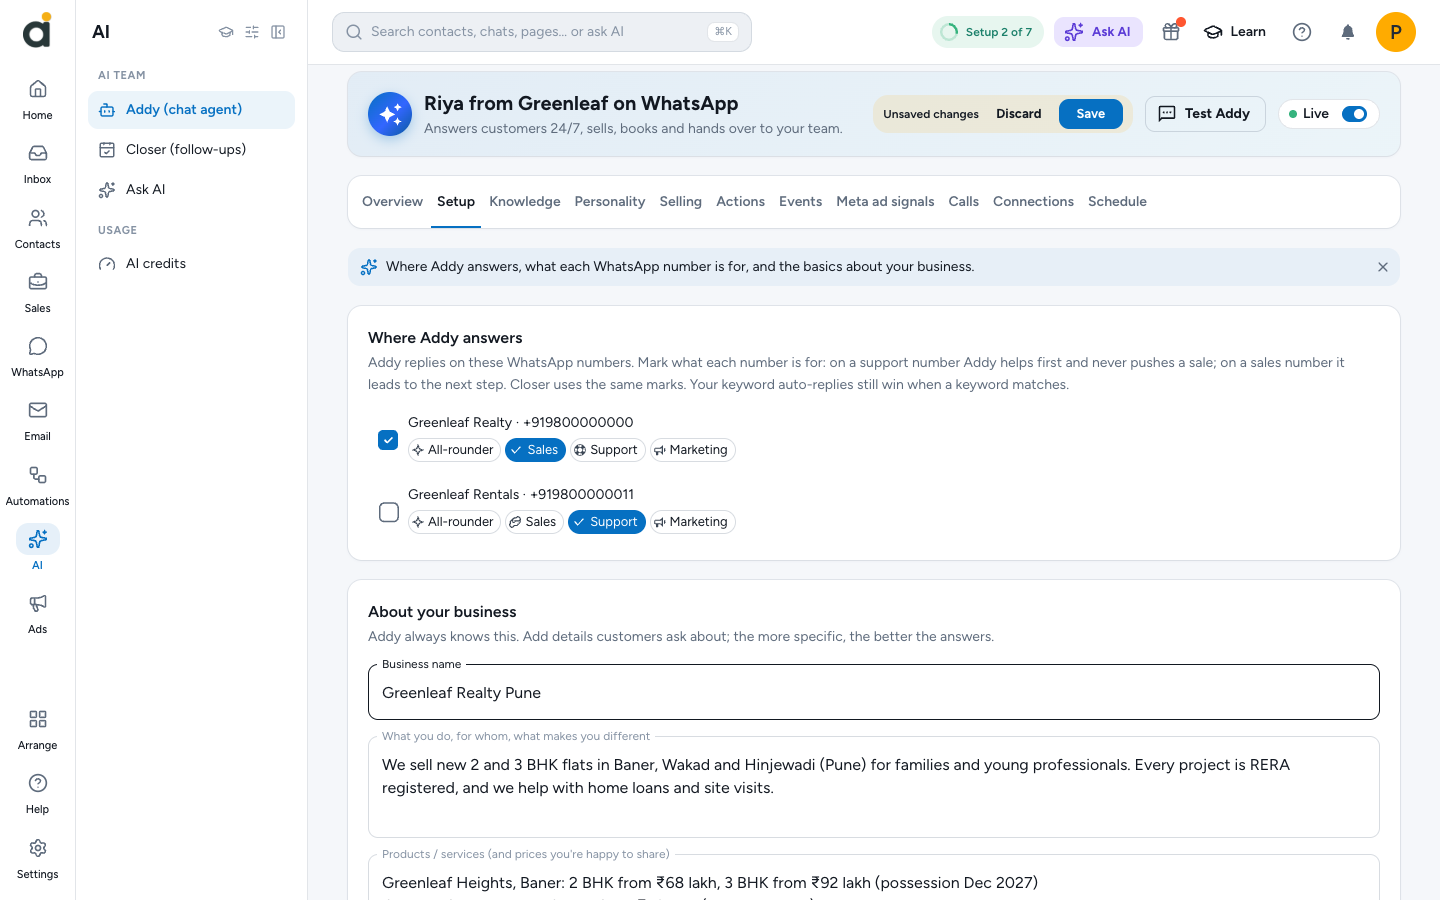 AI
Search contacts, chats, pages... or ask AI
⌘K
Setup 2 of 7
Ask AI
Learn
P
Home
Inbox
Contacts
Sales
WhatsApp
Email
Automations
AI
Ads
Arrange
Help
Settings
AI TEAM
Addy (chat agent)
Closer (follow-ups)
Ask AI
USAGE
AI credits
Riya from Greenleaf on WhatsApp
Answers customers 24/7, sells, books and hands over to your team.
Unsaved changes
Discard
Save
Test Addy
Live
Overview
Setup
Knowledge
Personality
Selling
Actions
Events
Meta ad signals
Calls
Connections
Schedule
Where Addy answers, what each WhatsApp number is for, and the basics about your business.
Where Addy answers
Addy replies on these WhatsApp numbers. Mark what each number is for: on a support number Addy helps first and never pushes a sale; on a sales number it
leads to the next step. Closer uses the same marks. Your keyword auto-replies still win when a keyword matches.
Greenleaf Realty · +919800000000
All-rounder
Sales
Support
Marketing
Greenleaf Rentals · +919800000011
All-rounder
Sales
Support
Marketing
About your business
Addy always knows this. Add details customers ask about; the more specific, the better the answers.
Business name
Greenleaf Realty Pune
What you do, for whom, what makes you different
We sell new 2 and 3 BHK flats in Baner, Wakad and Hinjewadi (Pune) for families and young professionals. Every project is RERA
registered, and we help with home loans and site visits.
Products / services (and prices you're happy to share)
Greenleaf Heights, Baner: 2 BHK from ₹68 lakh, 3 BHK from ₹92 lakh (possession Dec 2027)